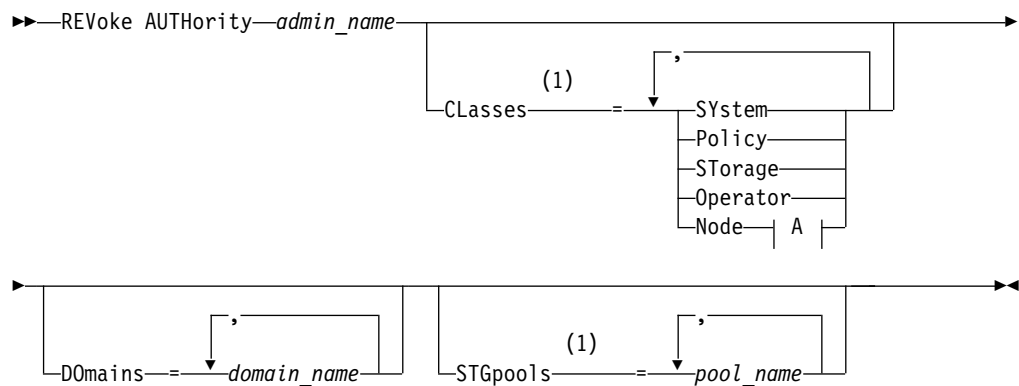 REVoke AUTHority admin_name
,
(1)
CLasses = SYstem
Policy
STorage
Operator
Node A
, ,
(1)
DOmains = domain_name STGpools = pool_name